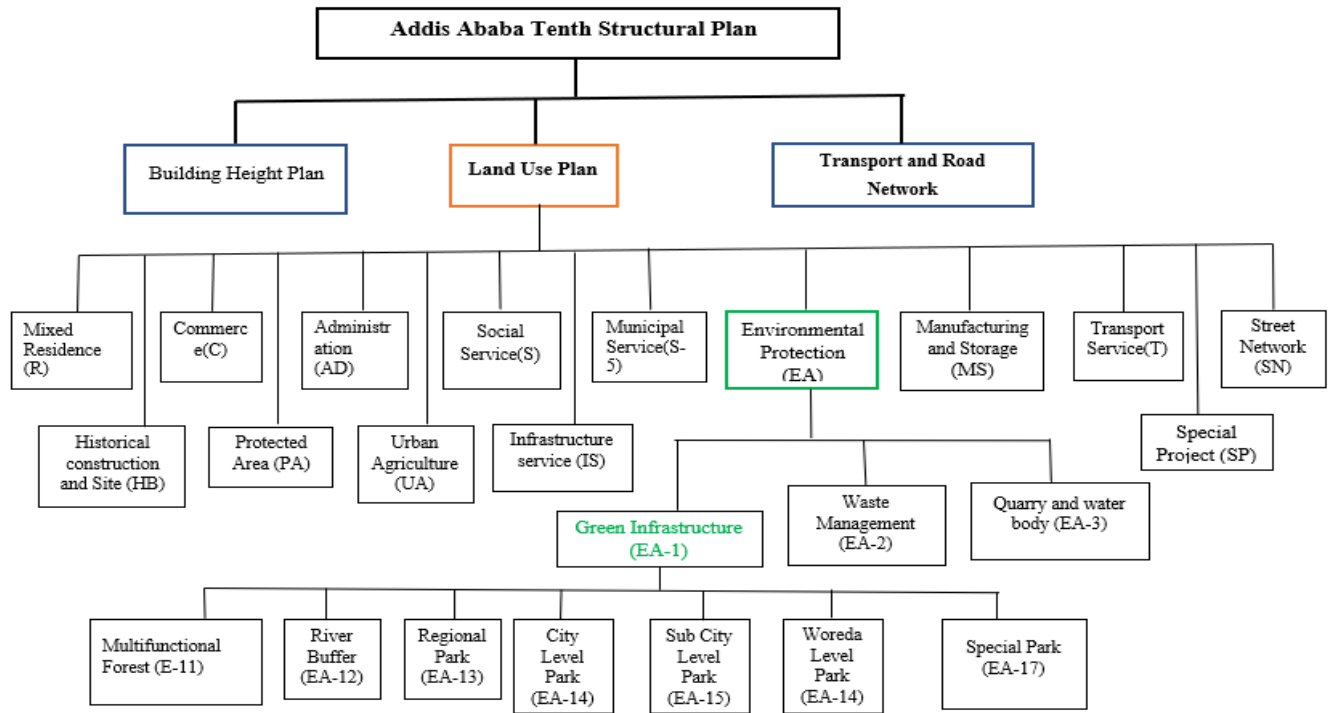 Addis Ababa Tenth Structural Plan
Building Height Plan
Land Use Plan
Transport and Road
Network
Mixed
Residence
(R)
Commerc
e(C)
Administr
ation
(AD)
Social
Service(S)
Municipal
Service(S-
5)
Environmental
Protection
(EA)
Manufacturing
and Storage
(MS)
Transport
Service(T)
Street
Network
(SN)
Historical
construction
and Site (HB)
Protected
Area (PA)
Urban
Agriculture
(UA)
Infrastructure
service (IS)
Special
Project (SP)
Green Infrastructure
(EA-1)
Waste
Management
(EA-2)
Quarry and water
body (EA-3)
Multifunctional
Forest (E-11)
River
Buffer
(EA-12)
Regional
Park
(EA-13)
City
Level
Park
(EA-14)
Sub City
Level
Park
(EA-15)
Woreda
Level
Park
(EA-14)
Special Park
(EA-17)